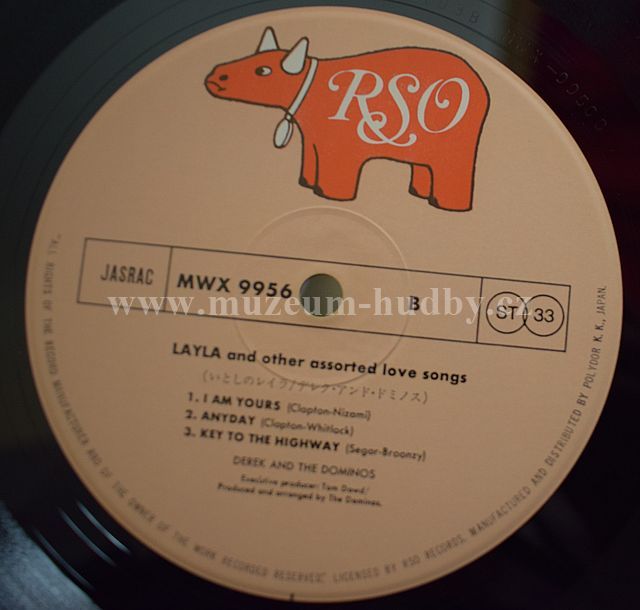 RSO
JASRAC
MWX 9956
B
ST 33
www.muzeum-hudby.cz
LAYLA and other assorted love songs
(いとしのレイラ/デレク・アンド・ドミノス)
1. I AM YOURS (Clapton-Nizami)
2. ANYDAY (Clapton-Whitlock)
3. KEY TO THE HIGHWAY (Segar-Broonzy)
DEREK AND THE DOMINOS
Executive producer: Tom Dowd/
Produced and arranged by The Dominos.
"ALL RIGHTS OF THE RECORD MANUFACTURER AND OF THE OWNER OF THE WORK RECORDED RESERVED." LICENSED BY RSO RECORDS, MANUFACTURED AND DISTRIBUTED BY POLYDOR K. K., JAPAN.